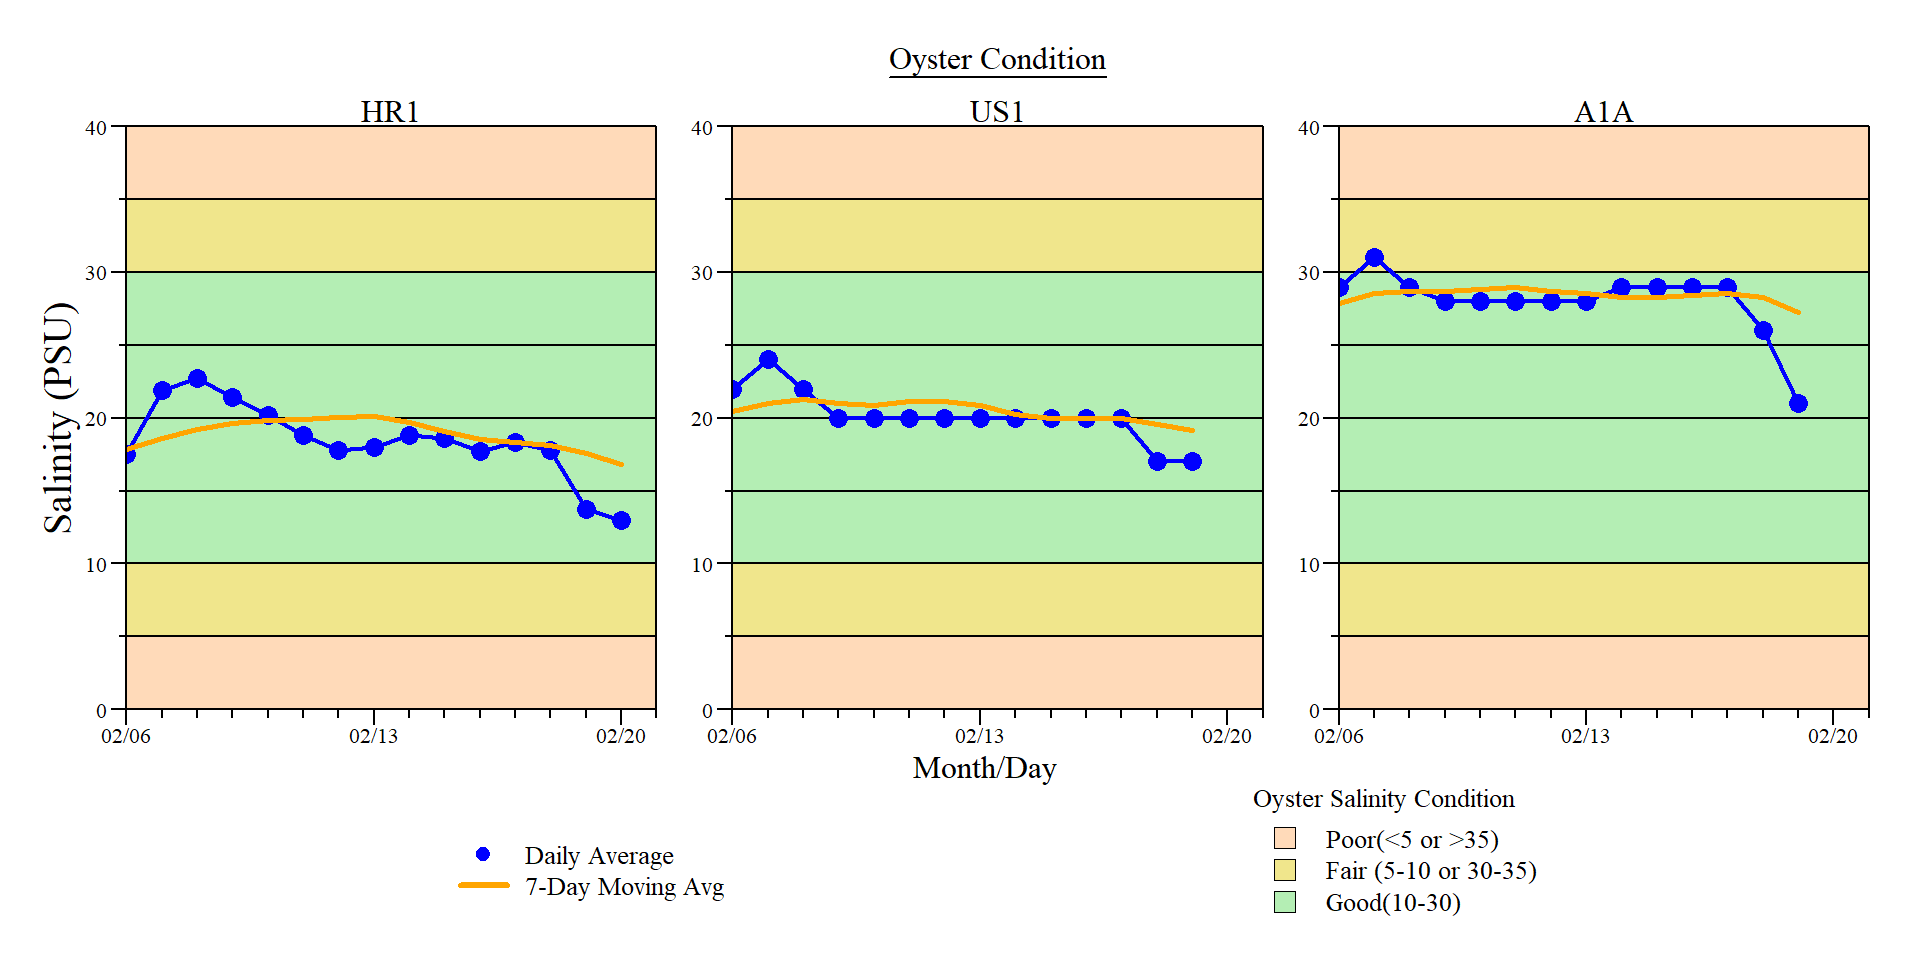 Oyster Condition
HR1
US1
A1A
Salinity (PSU)
40
30
20
10
0
02/06
02/13
02/20
40
30
20
10
0
02/06
02/13
02/20
40
30
20
10
0
02/06
02/13
02/20
Month/Day
Daily Average
7-Day Moving Avg
Oyster Salinity Condition
Poor(<5 or >35)
Fair (5-10 or 30-35)
Good(10-30)